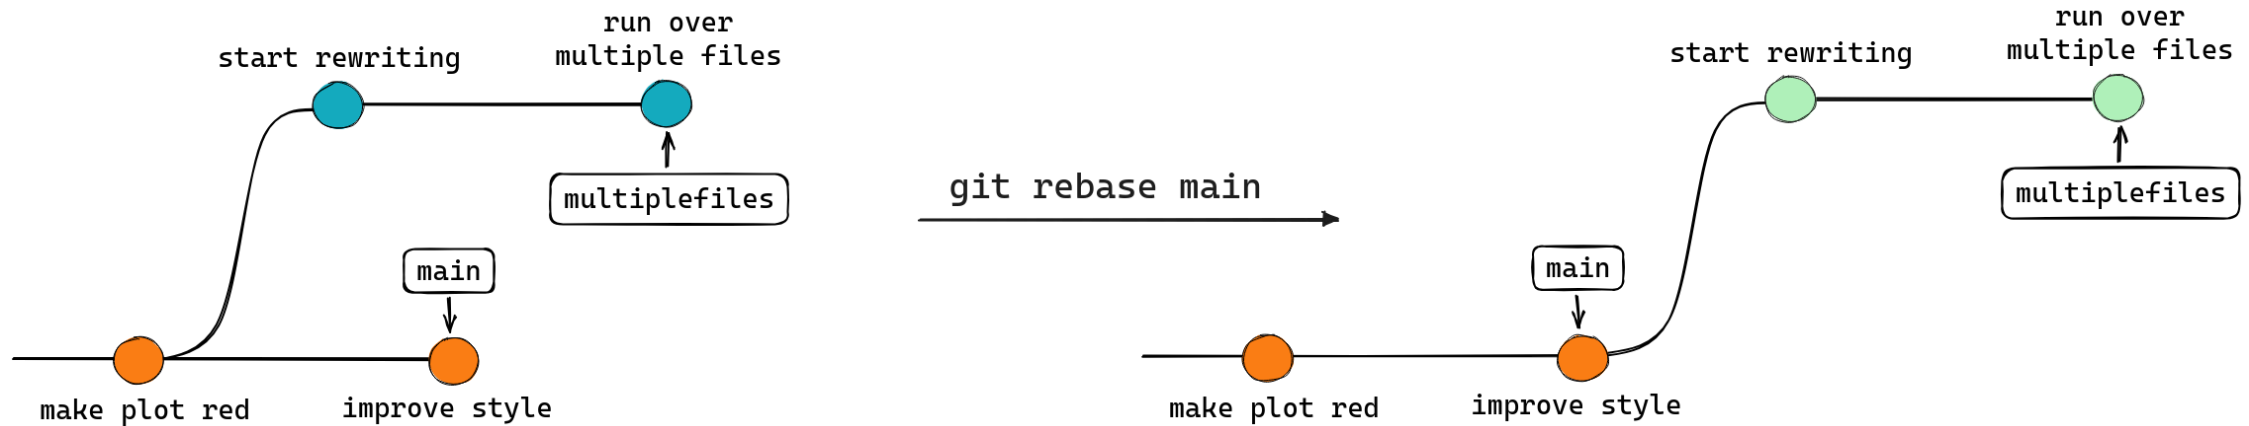 run over
multiple files
start rewriting
multiplefiles
main
make plot red
improve style
git rebase main
run over
multiple files
start rewriting
multiplefiles
main
make plot red
improve style